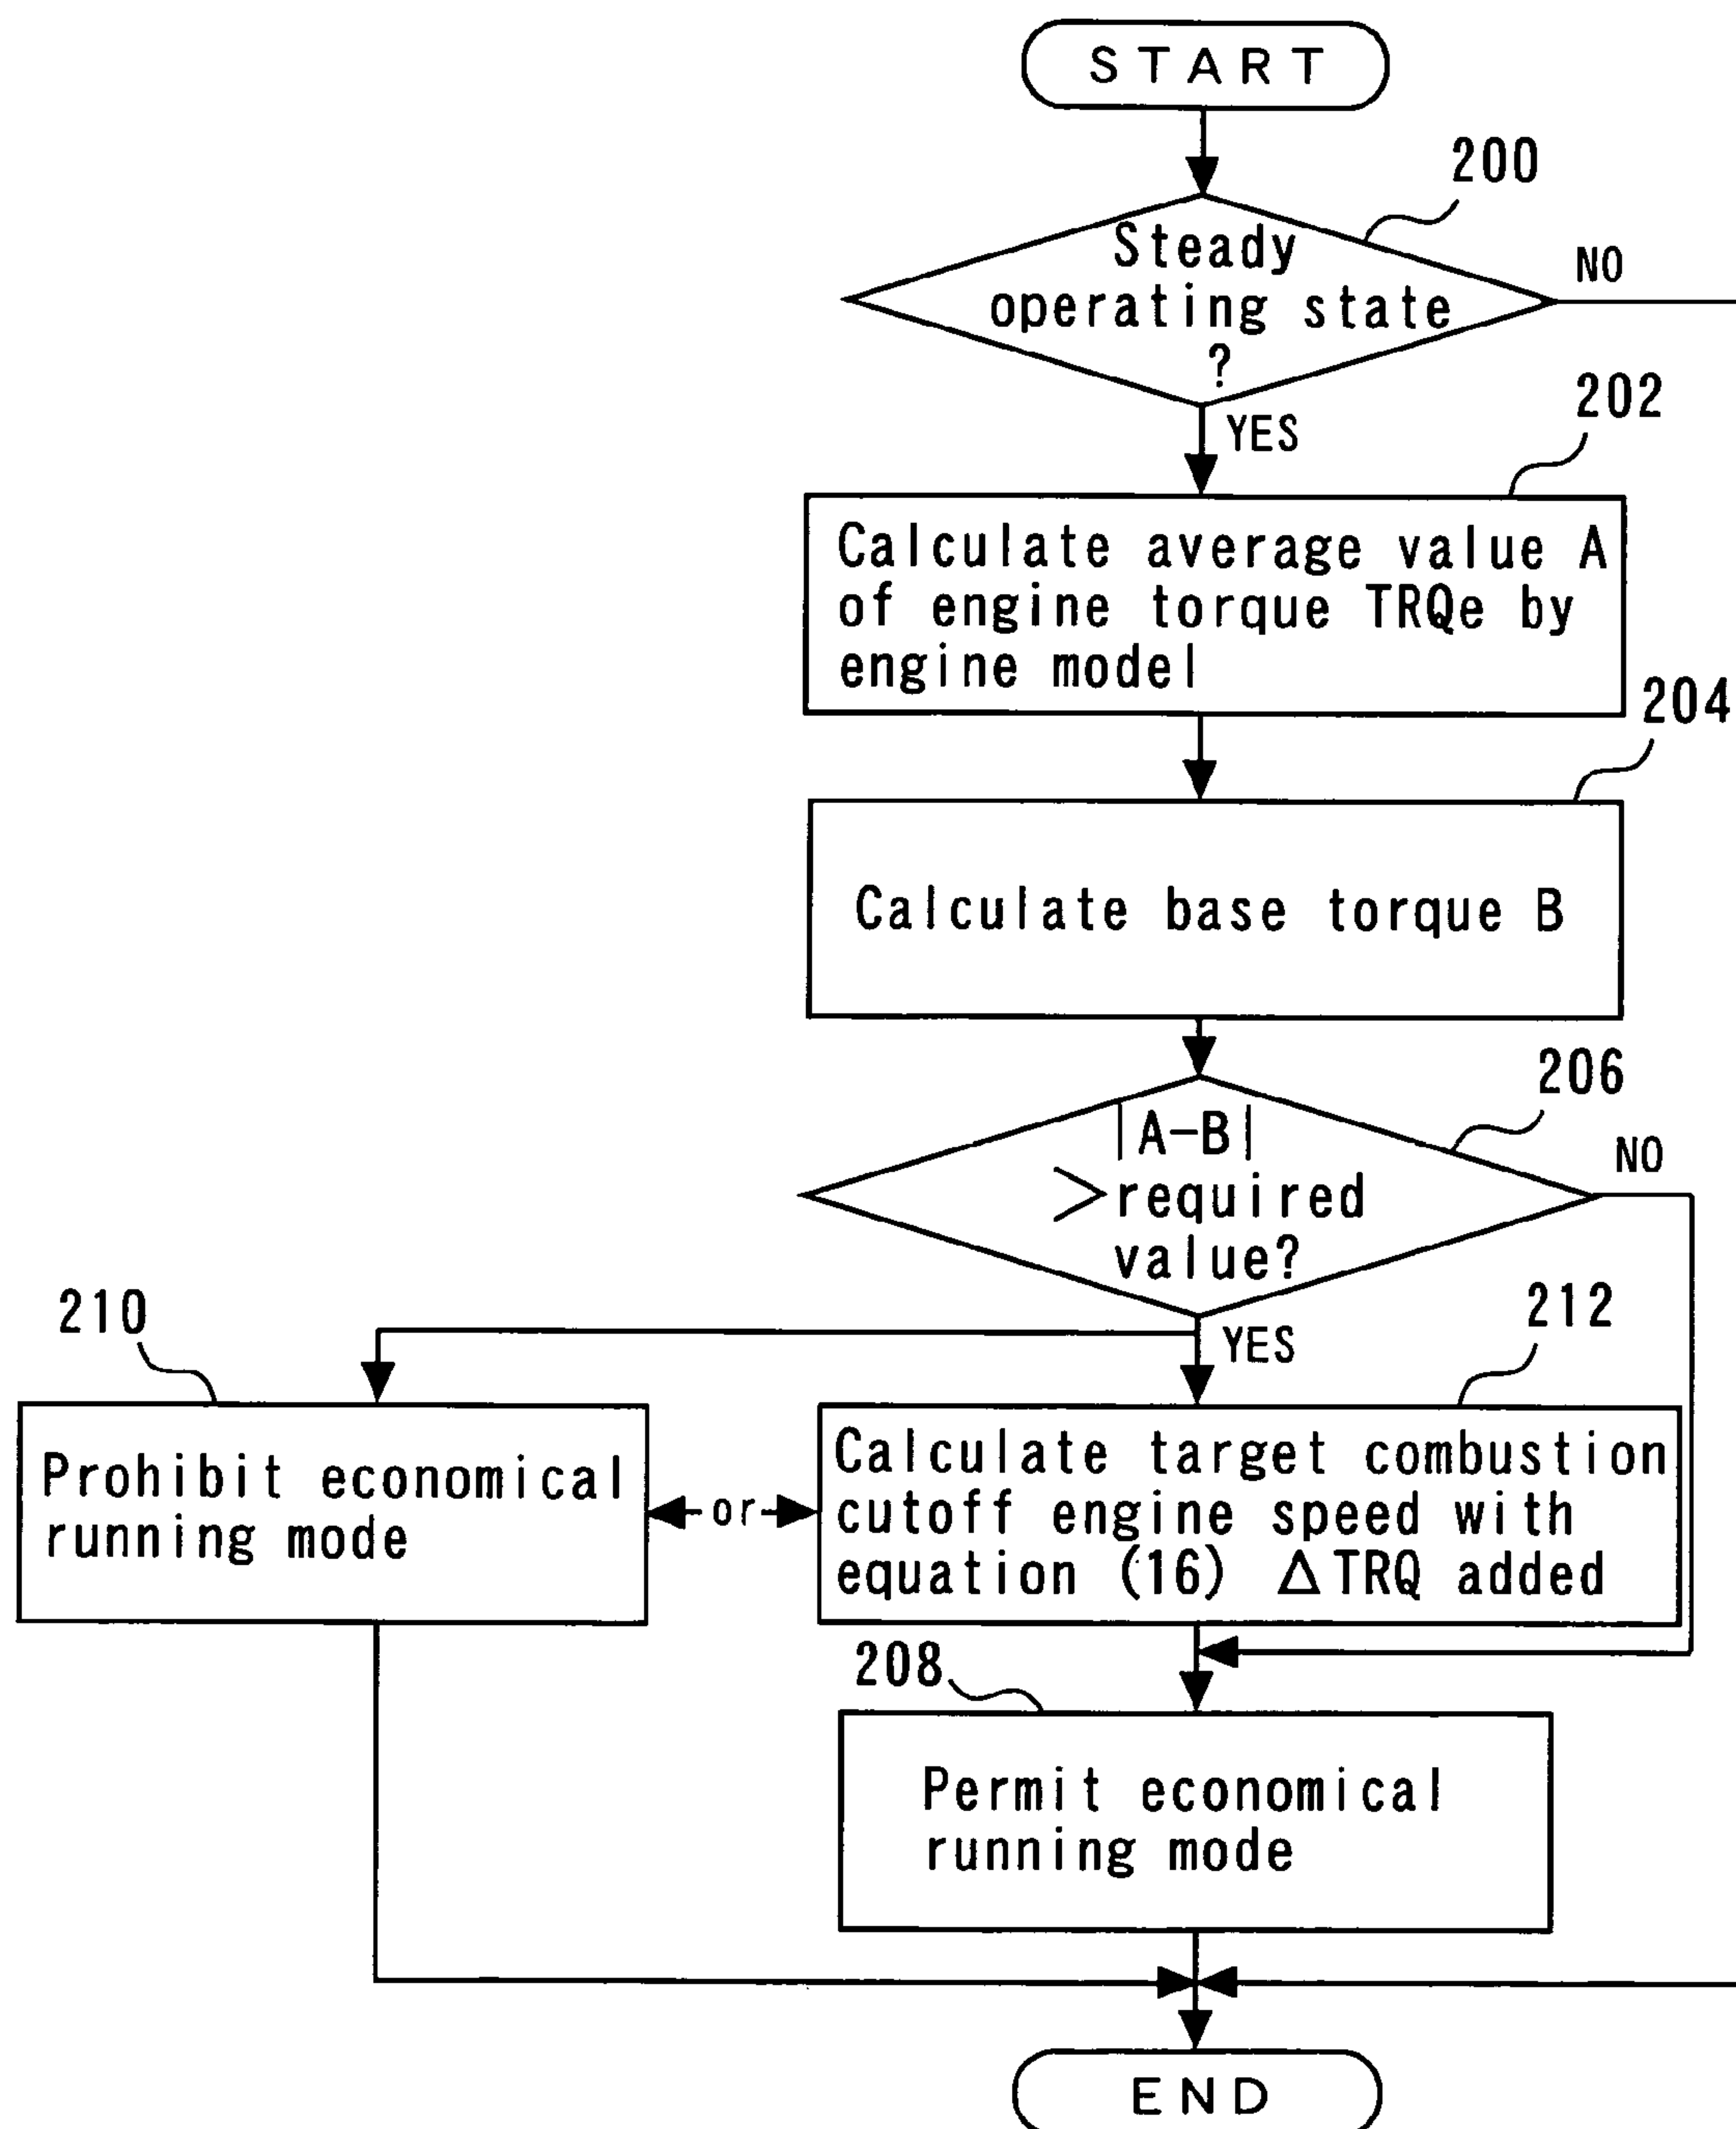 START
200
Steady
operating state
?
NO
YES
202
Calculate average value A
of engine torque TRQe by
engine model
204
Calculate base torque B
206
|A-B|
>required
value?
NO
YES
210
Prohibit economical
running mode
or
212
Calculate target combustion
cutoff engine speed with
equation (16) ΔTRQ added
208
Permit economical
running mode
END